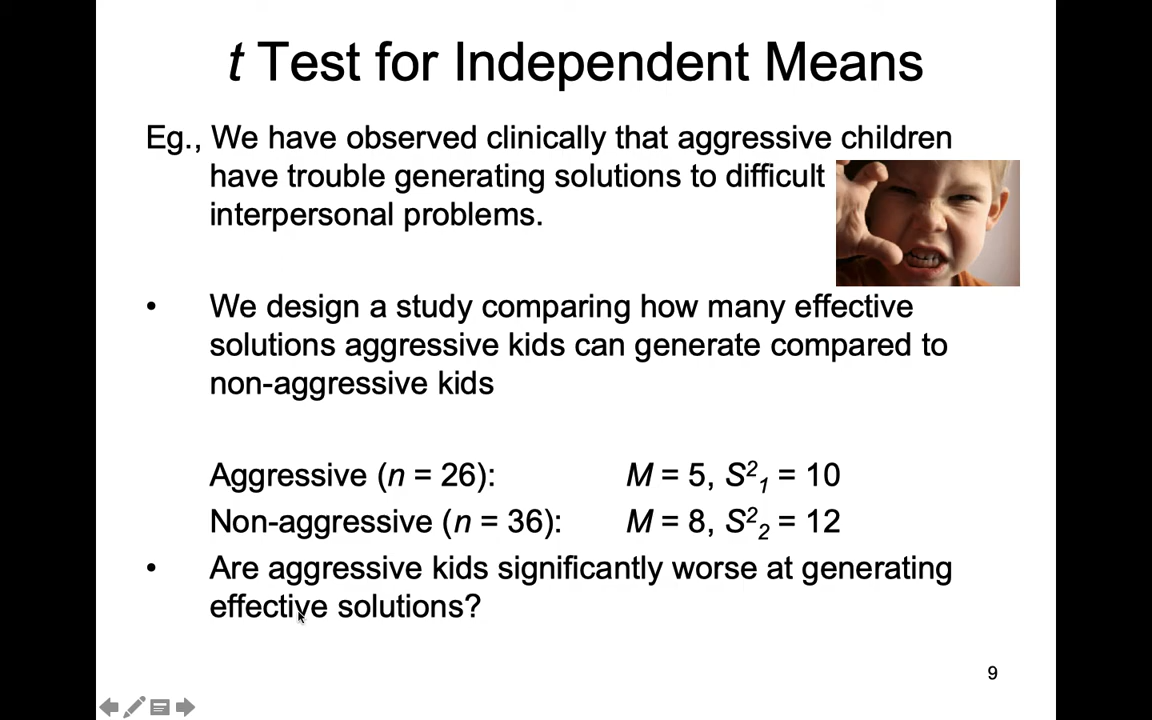 t Test for Independent Means
Eg., We have observed clinically that aggressive children
have trouble generating solutions to difficult
interpersonal problems.
• We design a study comparing how many effective
solutions aggressive kids can generate compared to
non-aggressive kids
Aggressive (n = 26): M = 5, S²₁ = 10
Non-aggressive (n = 36): M = 8, S²₂ = 12
• Are aggressive kids significantly worse at generating
effective solutions?
9